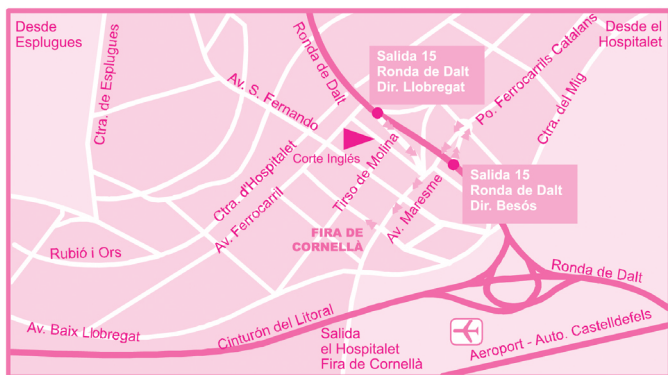 Desde
Esplugues
Desde el
Hospitalet
Ctra. de Esplugues
Ronda de Dalt
Salida 15
Ronda de Dalt
Dir. Llobregat
Po. Ferrocarrils Catalans
Av. S. Fernando
Ctra. del Mig
Corte Inglés
Tirso de Molina
Salida 15
Ronda de Dalt
Dir. Besós
Ctra. d'Hospitalet
Av. Ferrocarril
Av. Maresme
FIRA DE
CORNELLÀ
Rubió i Ors
Ronda de Dalt
Av. Baix Llobregat
Cinturón del Litoral
Salida
el Hospitalet
Fira de Cornellà
Aeroport - Auto. Castelldefels